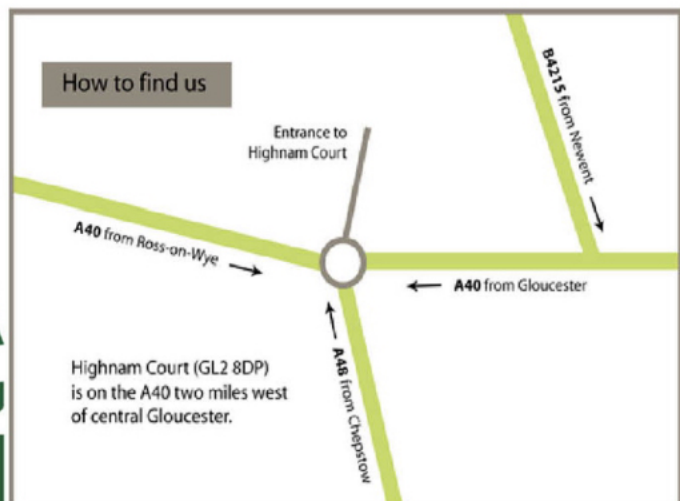 How to find us
B4215 from Newent
Entrance to
Highnam Court
A40 from Ross-on-Wye
A40 from Gloucester
A48 from Chepstow
Highnam Court (GL2 8DP)
is on the A40 two miles west
of central Gloucester.